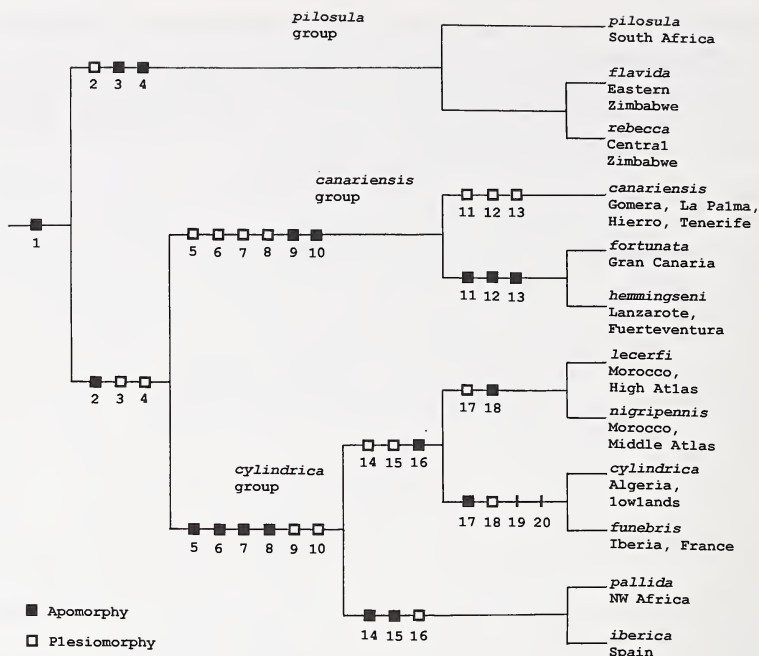 pilosula
group
pilosula
South Africa
2 3 4
flavida
Eastern
Zimbabwe
rebecca
Central
Zimbabwe
canariensis
group
canariensis
Gomera, La Palma,
Hierro, Tenerife
11 12 13
1
5 6 7 8 9 10
fortunata
Gran Canaria
11 12 13
hemmingseni
Lanzarote,
Fuerteventura
lecerfi
Morocco,
High Atlas
2 3 4
17 18
nigripennis
Morocco,
Middle Atlas
14 15 16
cylindrica
group
cylindrica
Algeria,
lowlands
17 18 19 20
funebris
Iberia, France
5 6 7 8 9 10
pallida
NW Africa
14 15 16
iberica
Spain
Apomorphy
Plesiomorphy